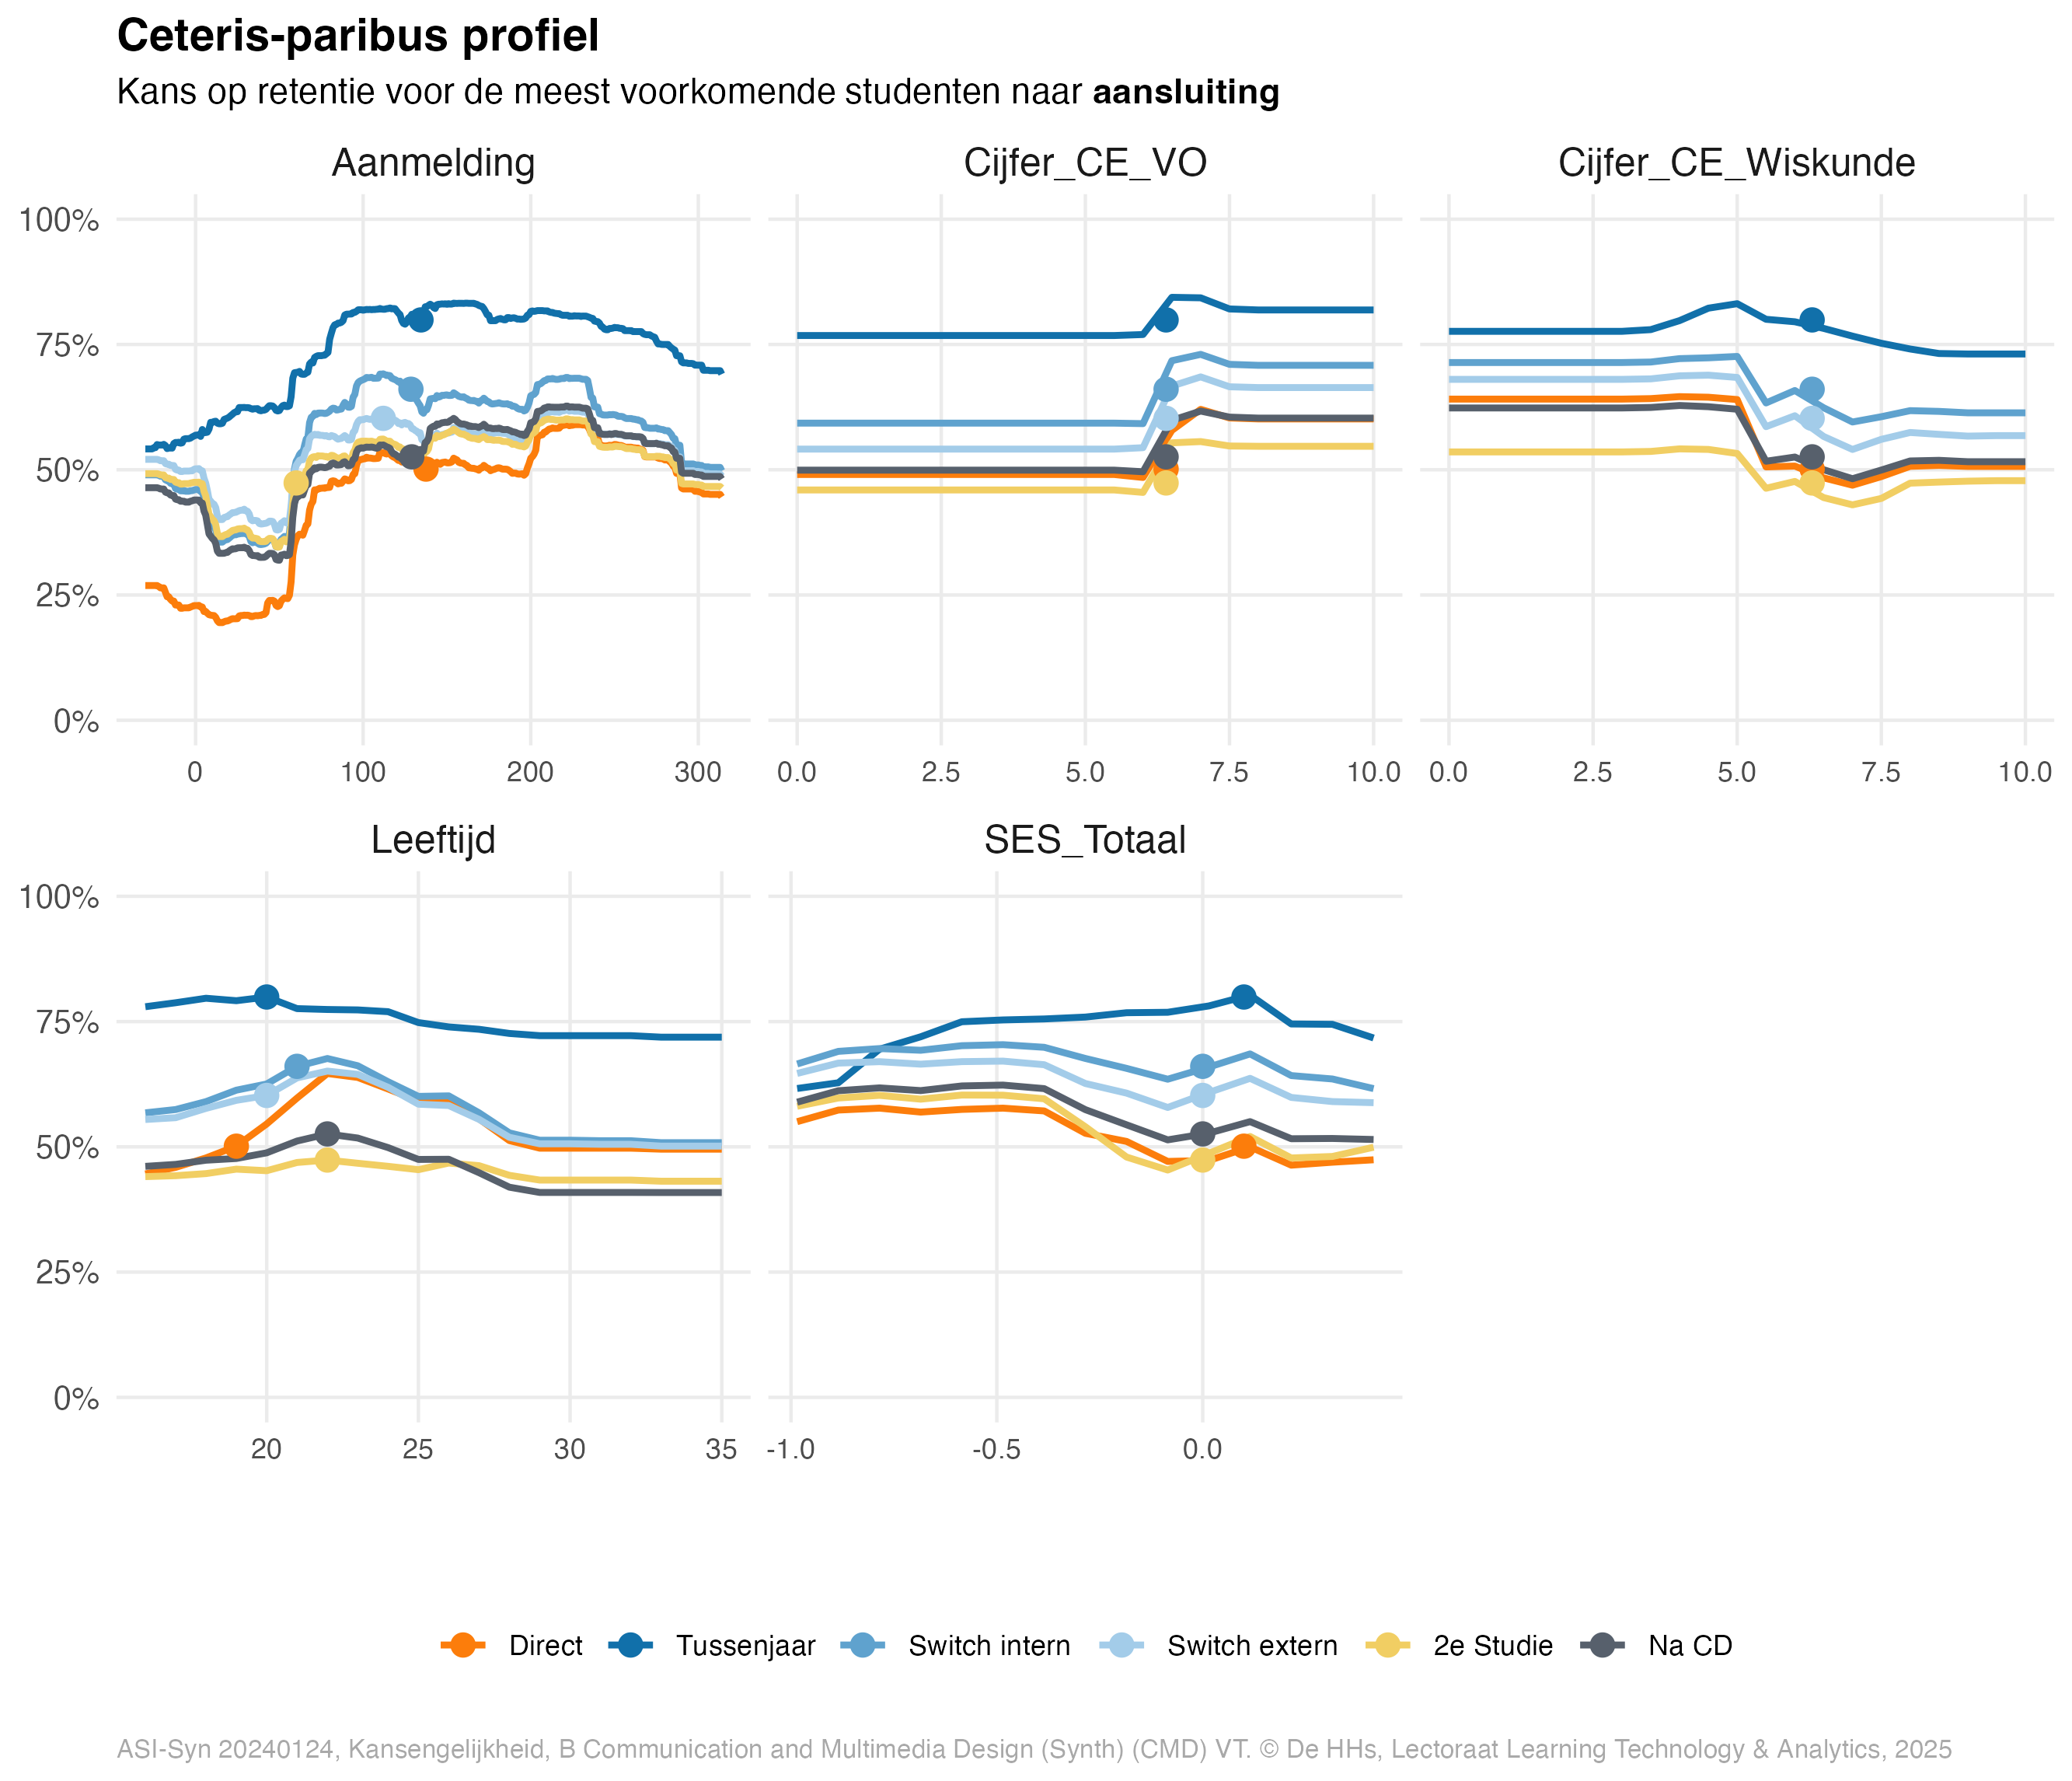 Ceteris-paribus profiel
Kans op retentie voor de meest voorkomende studenten naar aansluiting
Aanmelding Cijfer_CE_VO Cijfer_CE_Wiskunde
100%
75%
50%
25%
0%
0 100 200 300 0.0 2.5 5.0 7.5 10.0 0.0 2.5 5.0 7.5 10.0
Leeftijd SES_Totaal
100%
75%
50%
25%
0%
20 25 30 35 -1.0 -0.5 0.0
Direct Tussenjaar Switch intern Switch extern 2e Studie Na CD
ASI-Syn 20240124, Kansengelijkheid, B Communication and Multimedia Design (Synth) (CMD) VT. © De HHs, Lectoraat Learning Technology & Analytics, 2025